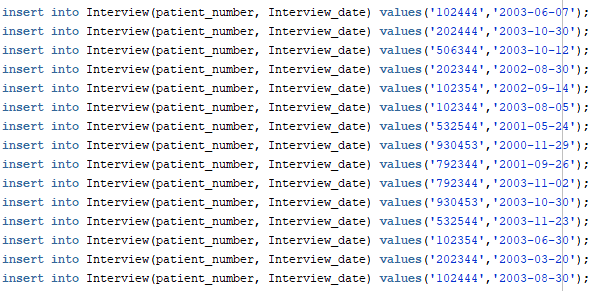 insert into Interview(patient_number, Interview_date) values('102444','2003-06-07');
insert into Interview(patient_number, Interview_date) values('202444','2003-10-30');
insert into Interview(patient_number, Interview_date) values('506344','2003-10-12');
insert into Interview(patient_number, Interview_date) values('202344','2002-08-30');
insert into Interview(patient_number, Interview_date) values('102354','2002-09-14');
insert into Interview(patient_number, Interview_date) values('102344','2003-08-05');
insert into Interview(patient_number, Interview_date) values('532544','2001-05-24');
insert into Interview(patient_number, Interview_date) values('930453','2000-11-29');
insert into Interview(patient_number, Interview_date) values('792344','2001-09-26');
insert into Interview(patient_number, Interview_date) values('792344','2003-11-02');
insert into Interview(patient_number, Interview_date) values('930453','2003-10-30');
insert into Interview(patient_number, Interview_date) values('532544','2003-11-23');
insert into Interview(patient_number, Interview_date) values('102354','2003-06-30');
insert into Interview(patient_number, Interview_date) values('202344','2003-03-20');
insert into Interview(patient_number, Interview_date) values('102444','2003-08-30');